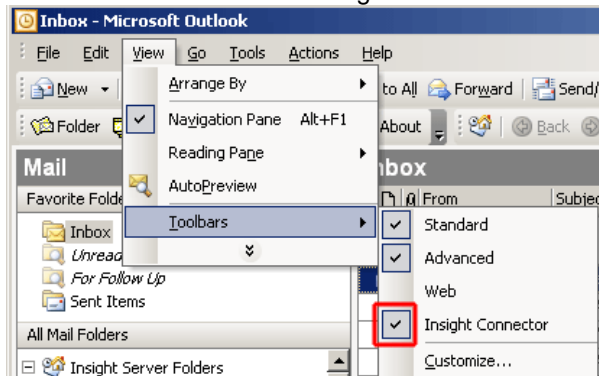 Inbox - Microsoft Outlook
File Edit View Go Tools Actions Help
New to All Forward Send/
Folder About Back
Arrange By
Navigation Pane Alt+F1
Reading Pane
AutoPreview
Toolbars
Standard
Advanced
Web
Insight Connector
Customize...
Mail
Favorite Folde
Inbox
Unread
For Follow Up
Sent Items
All Mail Folders
Insight Server Folders
nbox
From Subjec